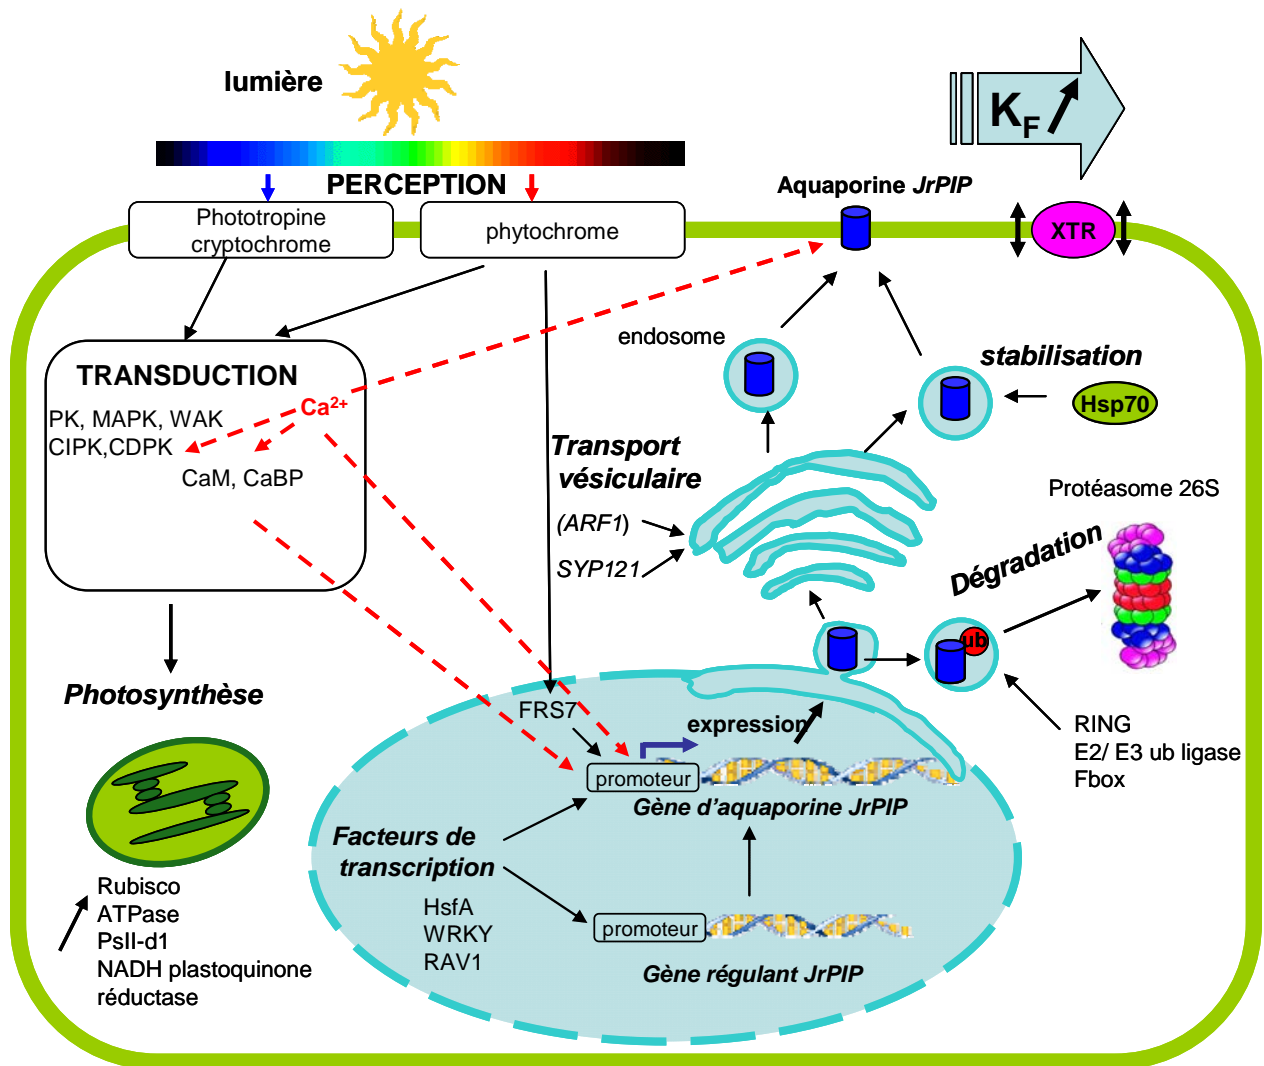 lumière
K_F
PERCEPTION
Aquaporine JrPIP
Phototropine
cryptochrome
phytochrome
XTR
endosome
stabilisation
Hsp70
TRANSDUCTION
PK, MAPK, WAK
Ca²⁺
CIPK,CDPK
CaM, CaBP
Transport
vésiculaire
(ARF1)
SYP121
Protéasome 26S
Dégradation
ub
RING
E2/ E3 ub ligase
Fbox
Photosynthèse
FRS7
expression
promoteur
Gène d’aquaporine JrPIP
Facteurs de
transcription
HsfA
WRKY
RAV1
promoteur
Gène régulant JrPIP
Rubisco
ATPase
PsII-d1
NADH plastoquinone
réductase